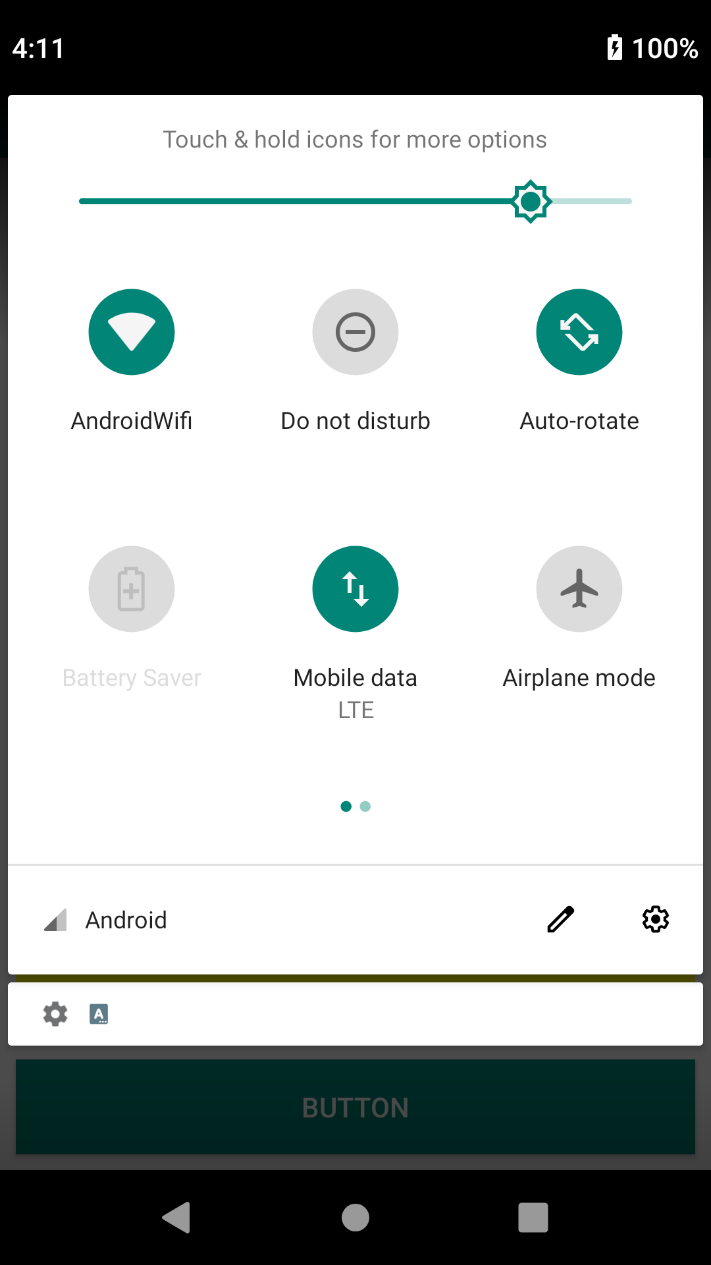 4:11
100%
Touch & hold icons for more options
AndroidWifi
Do not disturb
Auto-rotate
Battery Saver
Mobile data
LTE
Airplane mode
Android
A
BUTTON